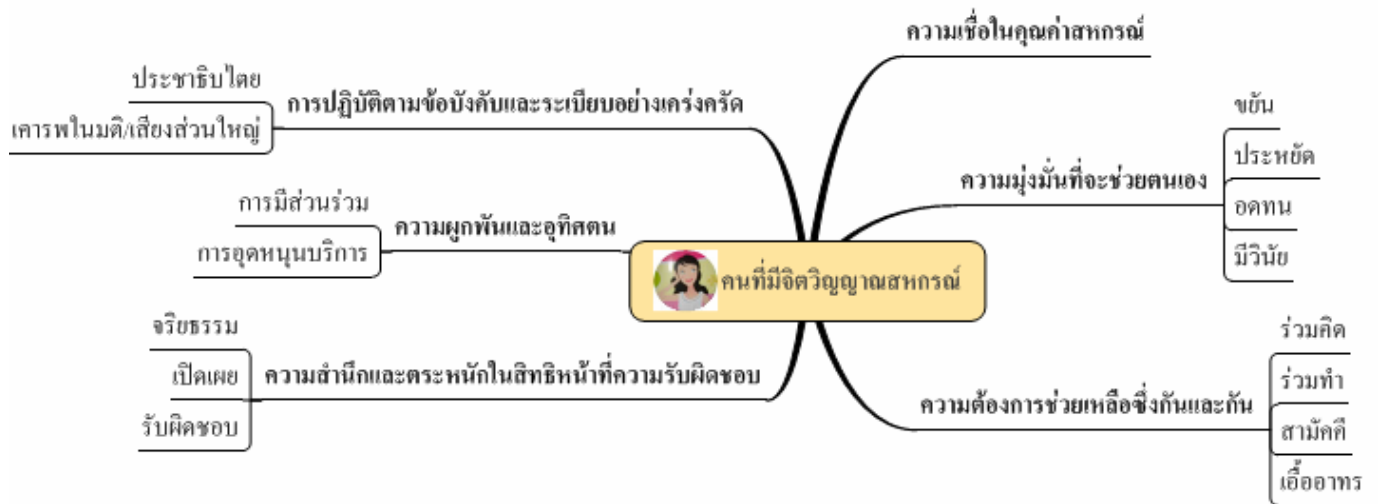 ความเชื่อในคุณค่าสหกรณ์
ประชาธิบไตย
การปฏิบัติตามข้อบังคับและระเบียบอย่างเคร่งครัด
เคารพในมติ/เสียงส่วนใหญ่
ขยัน
ประหยัด
ความมุ่งมั่นที่จะช่วยตนเอง
อดทน
มีวินัย
การมีส่วนร่วม
ความผูกพันและอุทิศตน
การอุดหนุนบริการ
คนที่มีจิตวิญญาณสหกรณ์
จริยธรรม
เปิดเผย
ความสำนึกและตระหนักในสิทธิหน้าที่ความรับผิดชอบ
รับผิดชอบ
ร่วมคิด
ร่วมทำ
ความต้องการช่วยเหลือซึ่งกันและกัน
สามัคคี
เอื้ออาทร